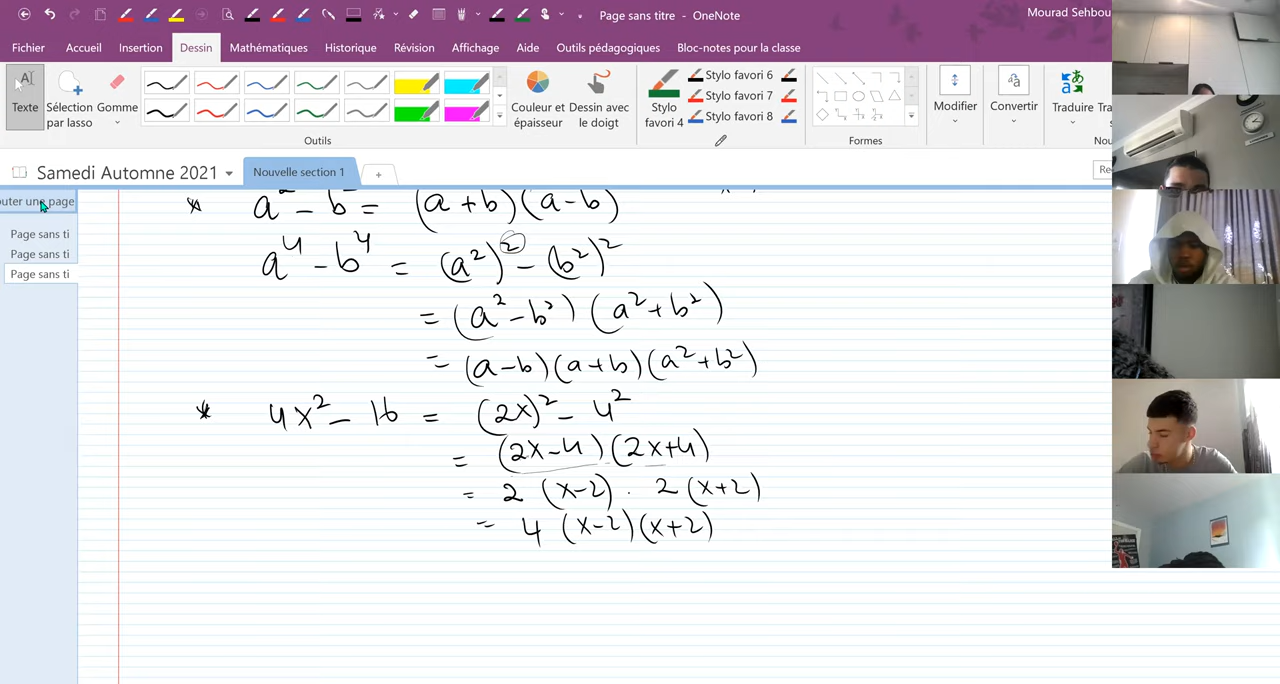 Page sans titre - OneNote
Mourad Sehbou
Fichier Accueil Insertion Dessin Mathématiques Historique Révision Affichage Aide Outils pédagogiques Bloc-notes pour la classe
Texte
Sélection par lasso
Gomme
Couleur et épaisseur
Dessin avec le doigt
Stylo favori 4
Stylo favori 6
Stylo favori 7
Stylo favori 8
Modifier
Convertir
Traduire
Outils
Formes
Samedi Automne 2021
Nouvelle section 1
outer une page
Page sans ti
Page sans ti
Page sans ti
* a² - b² = (a+b)(a-b)
a⁴ - b⁴ = (a²)² - (b²)²
= (a² - b²)(a² + b²)
= (a-b)(a+b)(a²+b²)
* 4x² - 16 = (2x)² - 4²
= (2x-4)(2x+4)
= 2 (x-2) . 2 (x+2)
= 4 (x-2)(x+2)